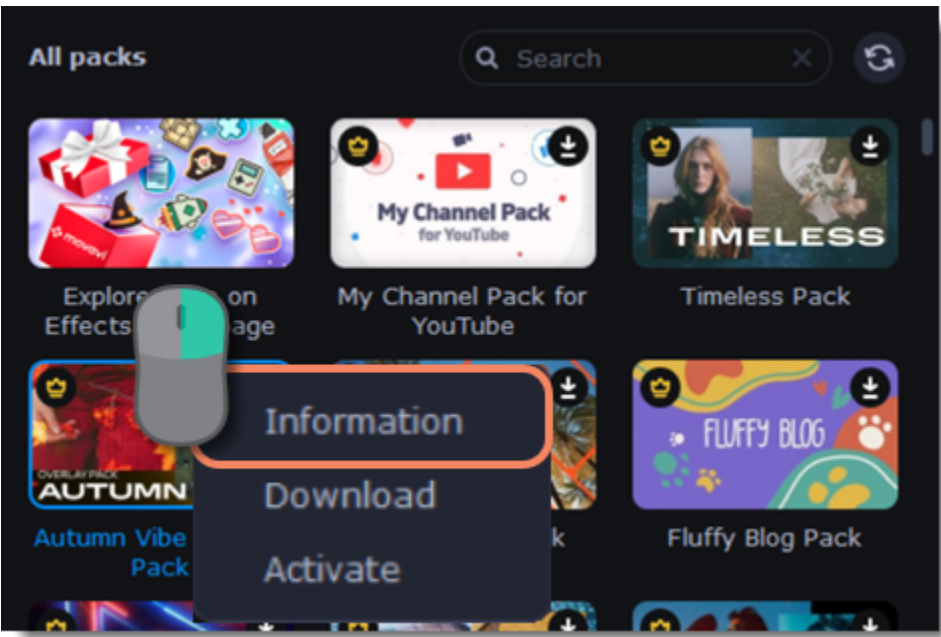 All packs
Search
movavi
My Channel Pack
for YouTube
TIMELESS
Explore on
Effects age
My Channel Pack for
YouTube
Timeless Pack
OVERLAY PACK
AUTUMN
Information
Download
Activate
FLUFFY BLOG
Autumn Vibe
Pack
k
Fluffy Blog Pack